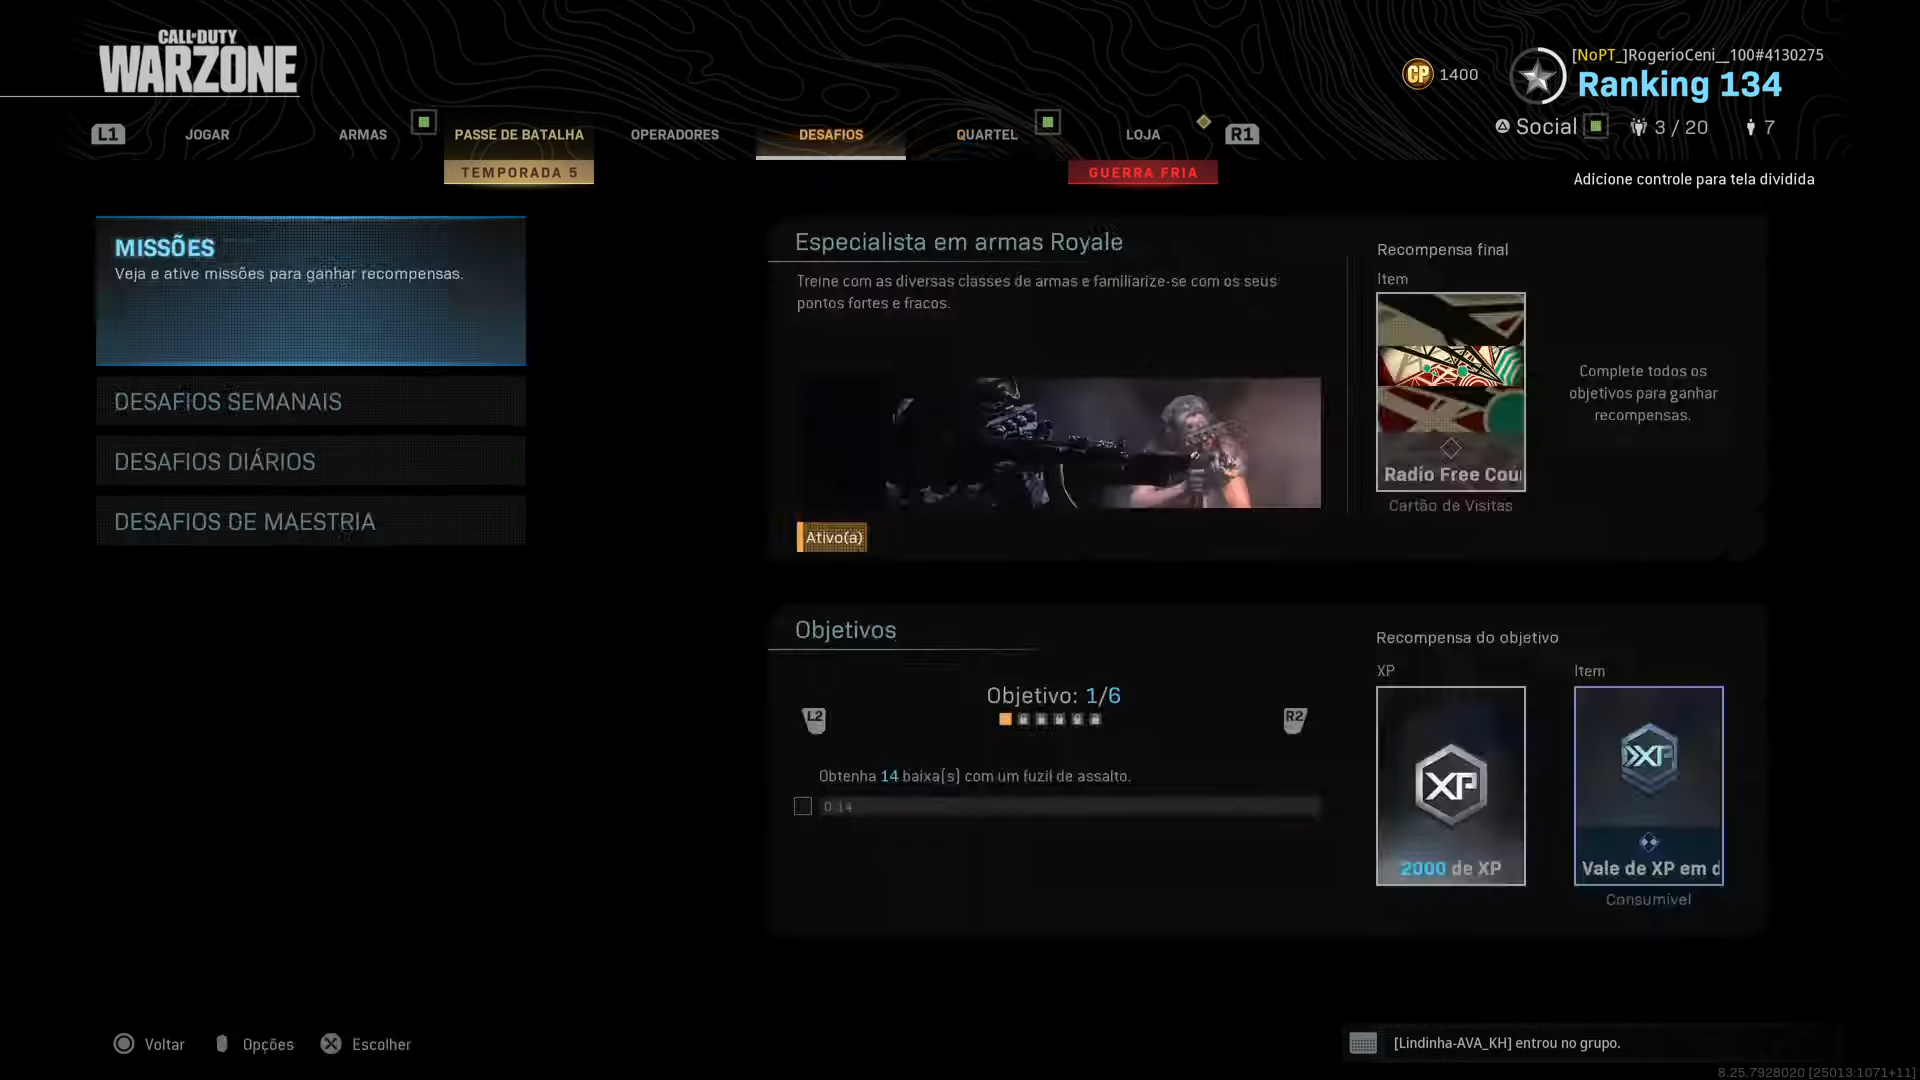 CALL OF DUTY
WARZONE
CP 1400
[NoPT_]RogerioCeni__100#4130275
Ranking 134
Social 3 / 20 7
L1 JOGAR ARMAS PASSE DE BATALHA OPERADORES DESAFIOS QUARTEL LOJA R1
TEMPORADA 5
GUERRA FRIA
Adicione controle para tela dividida
MISSÕES
Veja e ative missões para ganhar recompensas.
DESAFIOS SEMANAIS
DESAFIOS DIÁRIOS
DESAFIOS DE MAESTRIA
Especialista em armas Royale
Treine com as diversas classes de armas e familiarize-se com os seus
pontos fortes e fracos.
Ativo(a)
Recompensa final
Item
Radio Free Cou
Cartão de Visitas
Complete todos os
objetivos para ganhar
recompensas.
Objetivos
Objetivo: 1/6
L2
R2
Obtenha 14 baixa(s) com um fuzil de assalto.
0 14
Recompensa do objetivo
XP
XP
2000 de XP
Item
XP
Vale de XP em d
Consumível
Voltar Opções Escolher
[Lindinha-AVA_KH] entrou no grupo.
8.25.7928020 [25013:1071+11]